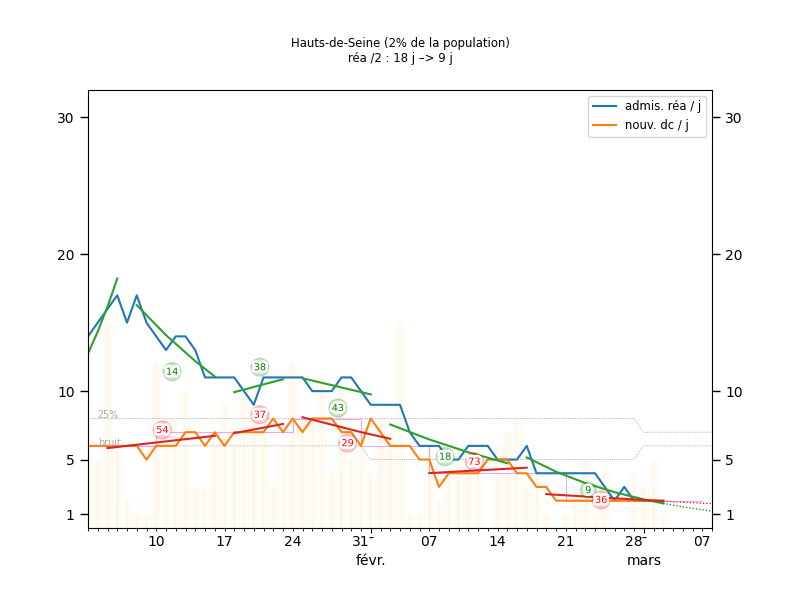 Hauts-de-Seine (2% de la population)
réa /2 : 18 j –> 9 j
admis. réa / j
nouv. dc / j
30 30
20 20
10 10
5 5
1 1
25%
bruit
14
54
38
37
43
29
18
73
9
36
10 17 24 31- 07 14 21 28- 07
févr. mars